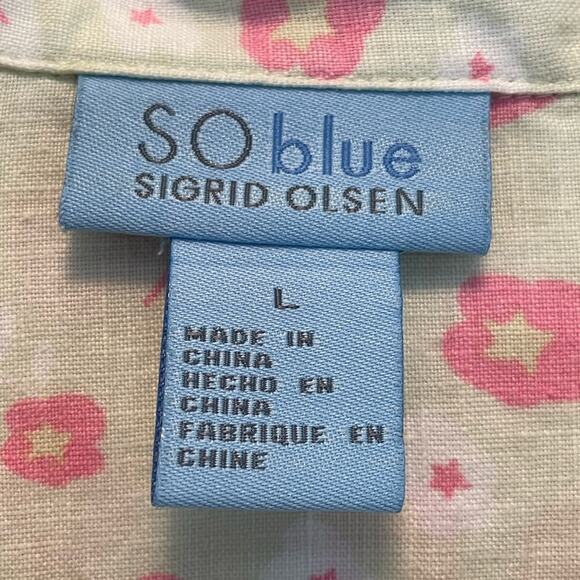 SO blue
SIGRID OLSEN
L
MADE IN
CHINA
HECHO EN
CHINA
FABRIQUE EN
CHINE